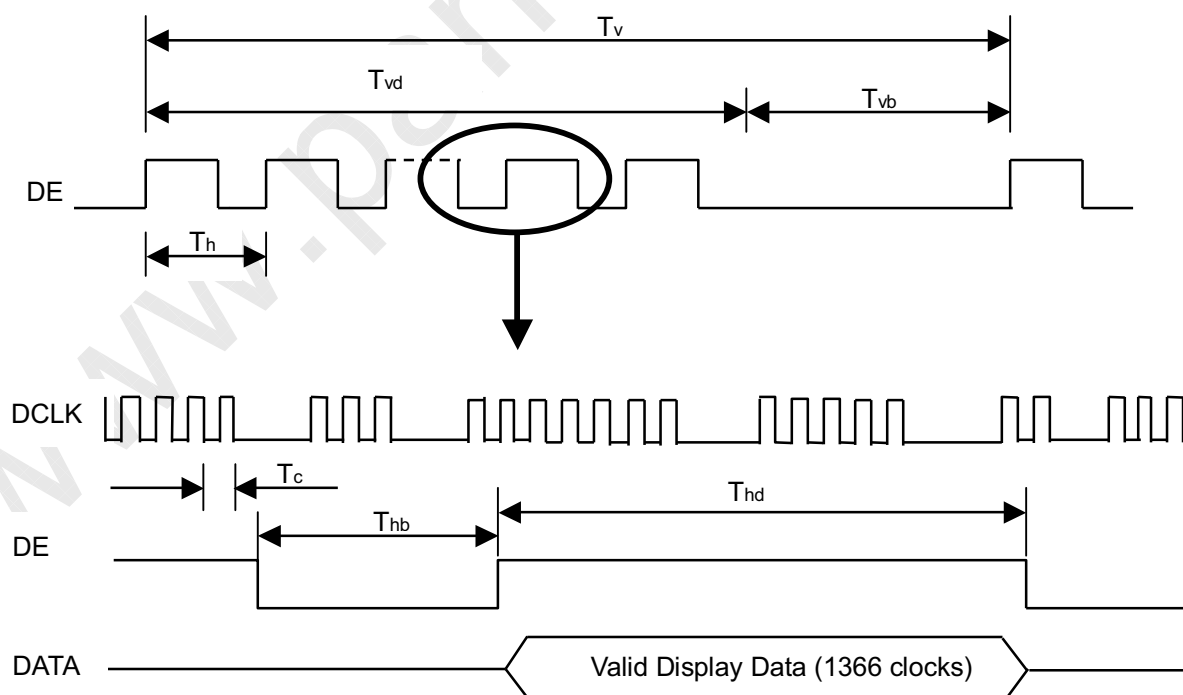 Tv
Tvd
Tvb
DE
Th
DCLK
Tc
Thd
Thb
DE
DATA
Valid Display Data (1366 clocks)